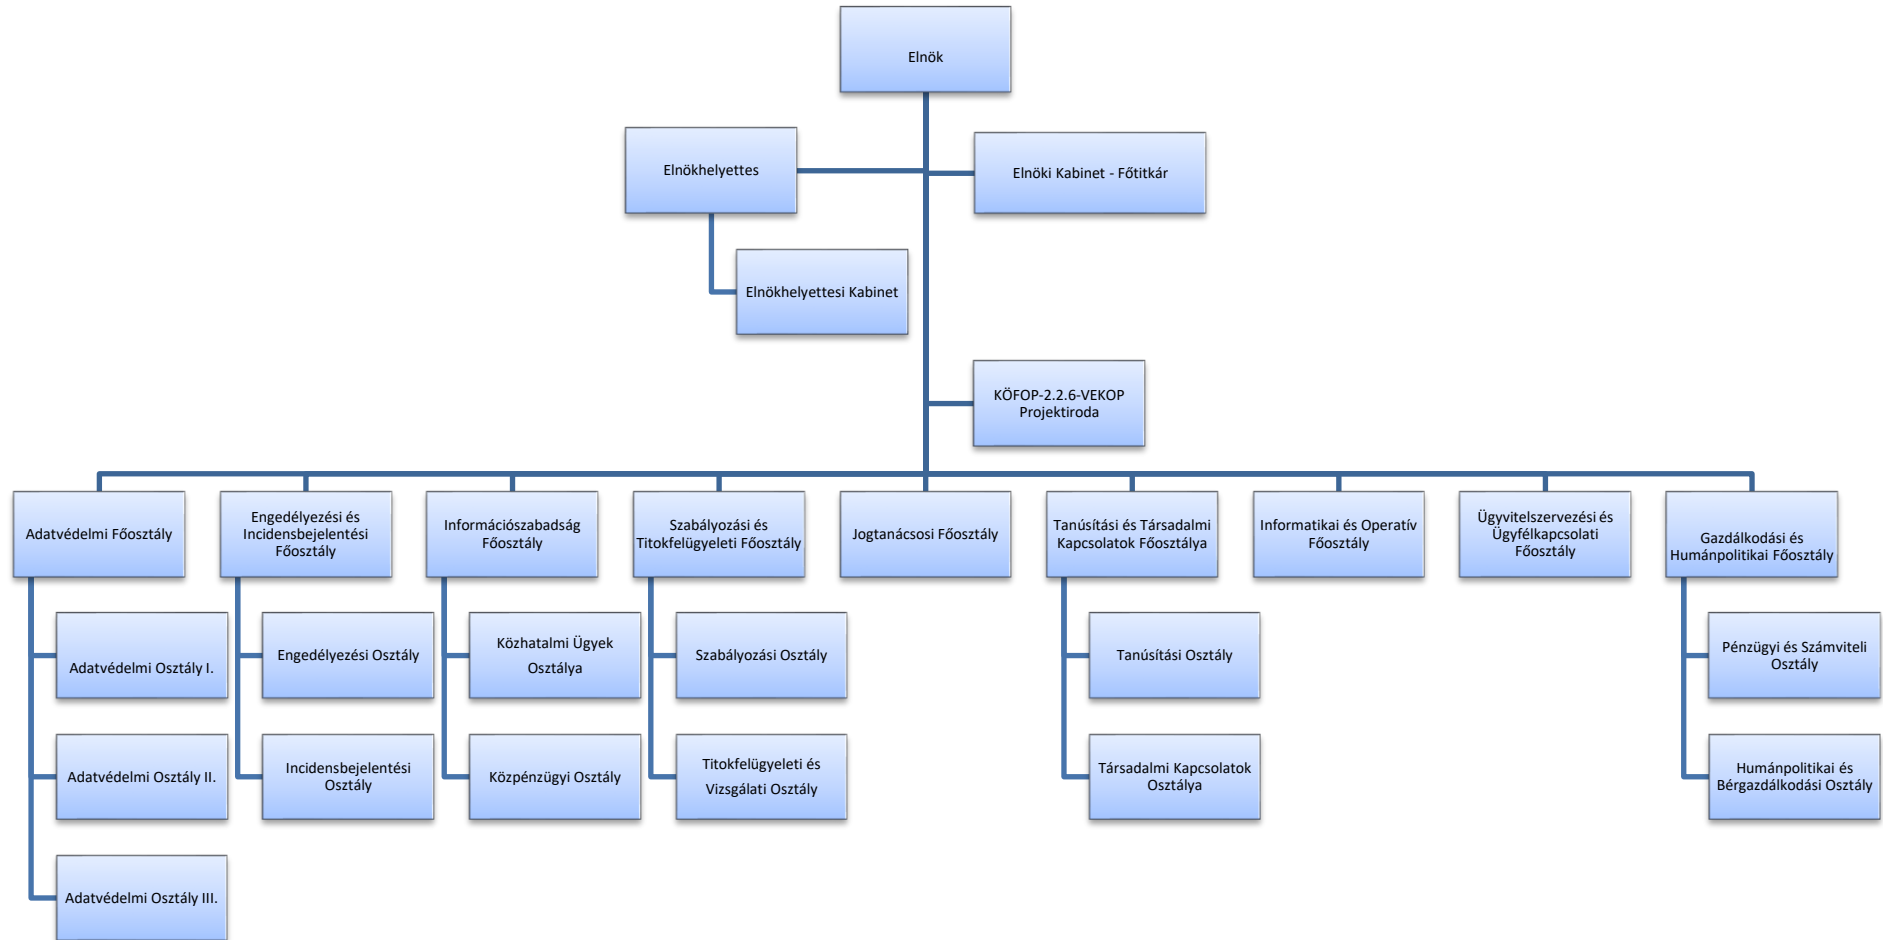 Elnök
Elnökhelyettes
Elnöki Kabinet - Főtitkár
Elnökhelyettesi Kabinet
KÖFOP-2.2.6-VEKOP
Projektiroda
Adatvédelmi Főosztály
Engedélyezési és
Incidensbejelentési
Főosztály
Információszabadság
Főosztály
Szabályozási és
Titokfelügyeleti Főosztály
Jogtanácsosi Főosztály
Tanúsítási és Társadalmi
Kapcsolatok Főosztálya
Informatikai és Operatív
Főosztály
Ügyvitelszervezési és
Ügyfélkapcsolati
Főosztály
Gazdálkodási és
Humánpolitikai Főosztály
Adatvédelmi Osztály I.
Engedélyezési Osztály
Közhatalmi Ügyek
Osztálya
Szabályozási Osztály
Tanúsítási Osztály
Pénzügyi és Számviteli
Osztály
Adatvédelmi Osztály II.
Incidensbejelentési
Osztály
Közpénzügyi Osztály
Titokfelügyeleti és
Vizsgálati Osztály
Társadalmi Kapcsolatok
Osztálya
Humánpolitikai és
Bérgazdálkodási Osztály
Adatvédelmi Osztály III.